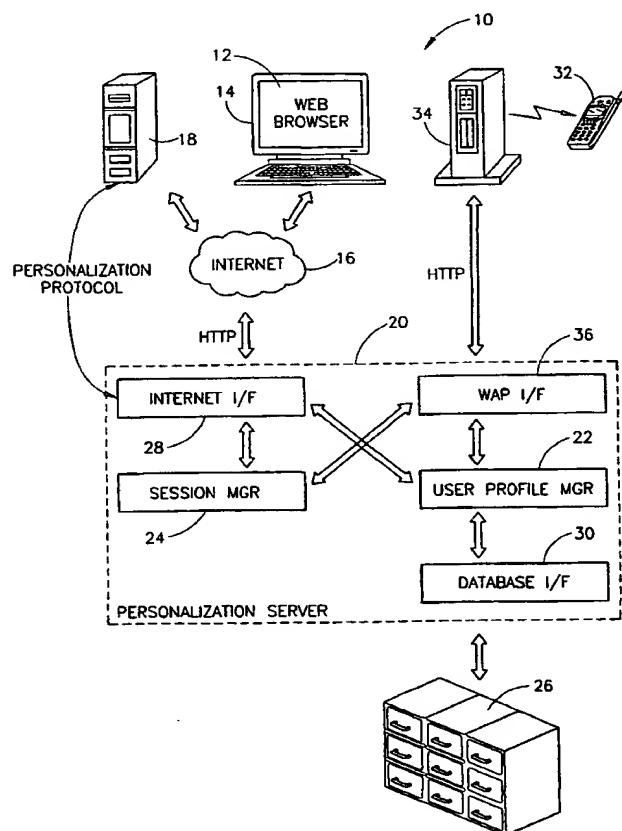 10
12
14
WEB
BROWSER
18
34
32
PERSONALIZATION
PROTOCOL
INTERNET
16
HTTP
HTTP
20
36
INTERNET I/F
WAP I/F
28
22
SESSION MGR
USER PROFILE MGR
24
30
DATABASE I/F
PERSONALIZATION SERVER
26